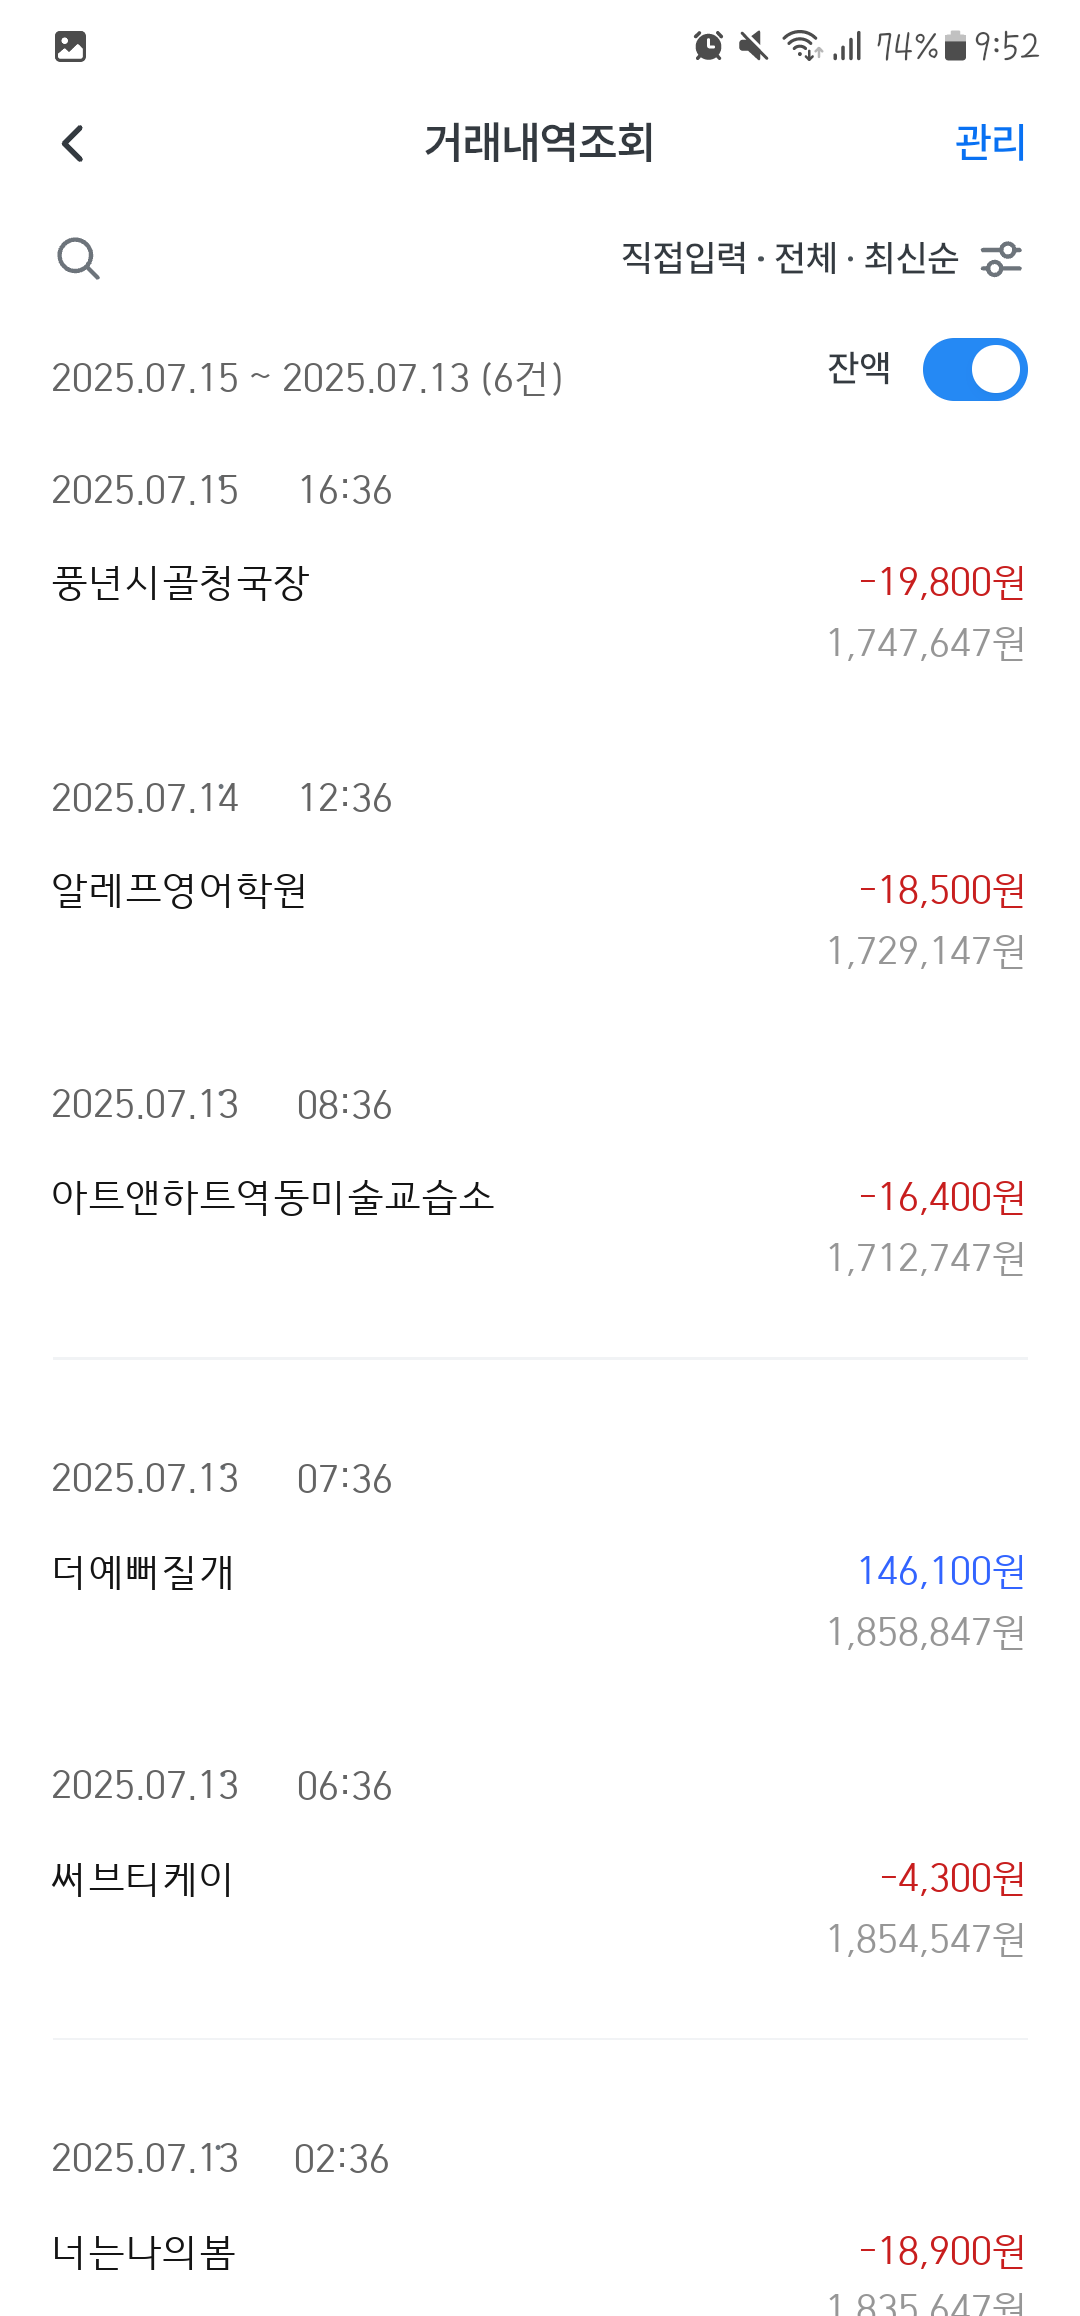 74% 9:52
거래내역조회 관리
직접입력 · 전체 · 최신순
2025.07.15 ~ 2025.07.13 (6건) 잔액
2025.07.15 16:36
풍년시골청국장 -19,800원
1,747,647원
2025.07.14 12:36
알레프영어학원 -18,500원
1,729,147원
2025.07.13 08:36
아트앤하트역동미술교습소 -16,400원
1,712,747원
2025.07.13 07:36
더예뻐질개 146,100원
1,858,847원
2025.07.13 06:36
써브티케이 -4,300원
1,854,547원
2025.07.13 02:36
너는나의봄 -18,900원
1,835,647원